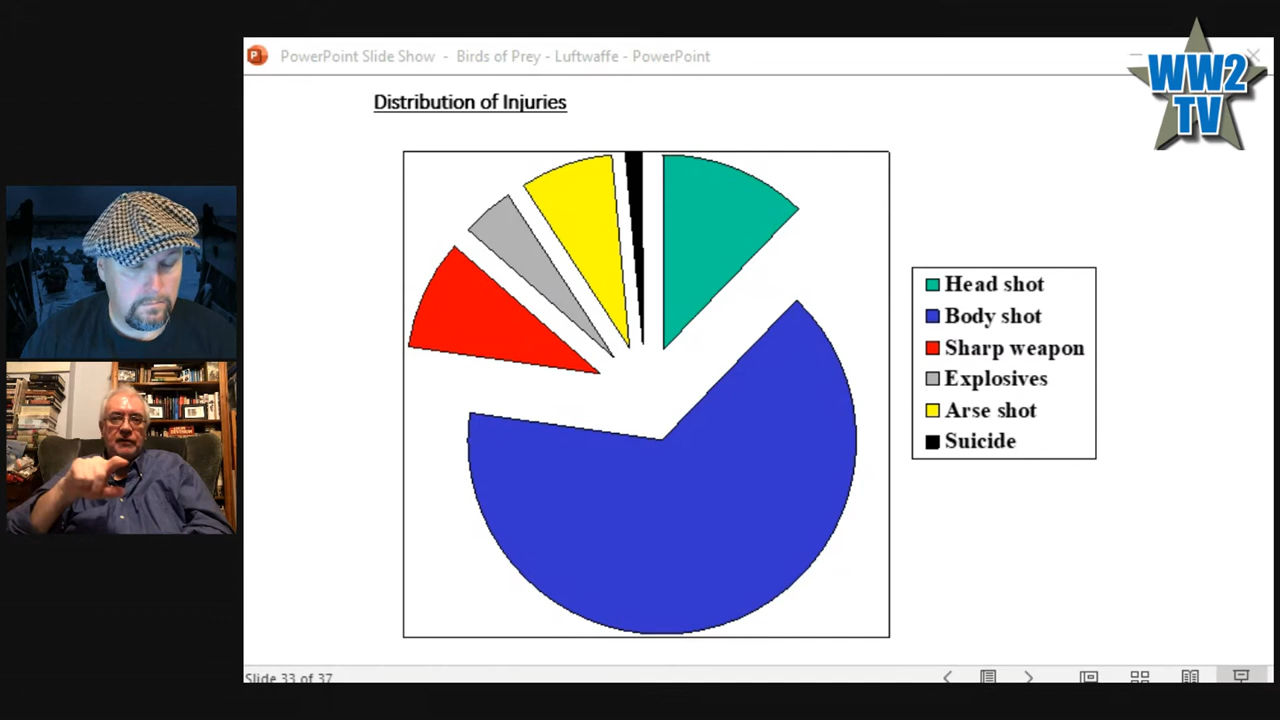 PowerPoint Slide Show - Birds of Prey - Luftwaffe - PowerPoint
WW2
TV
Distribution of Injuries
Head shot
Body shot
Sharp weapon
Explosives
Arse shot
Suicide
Slide 33 of 37